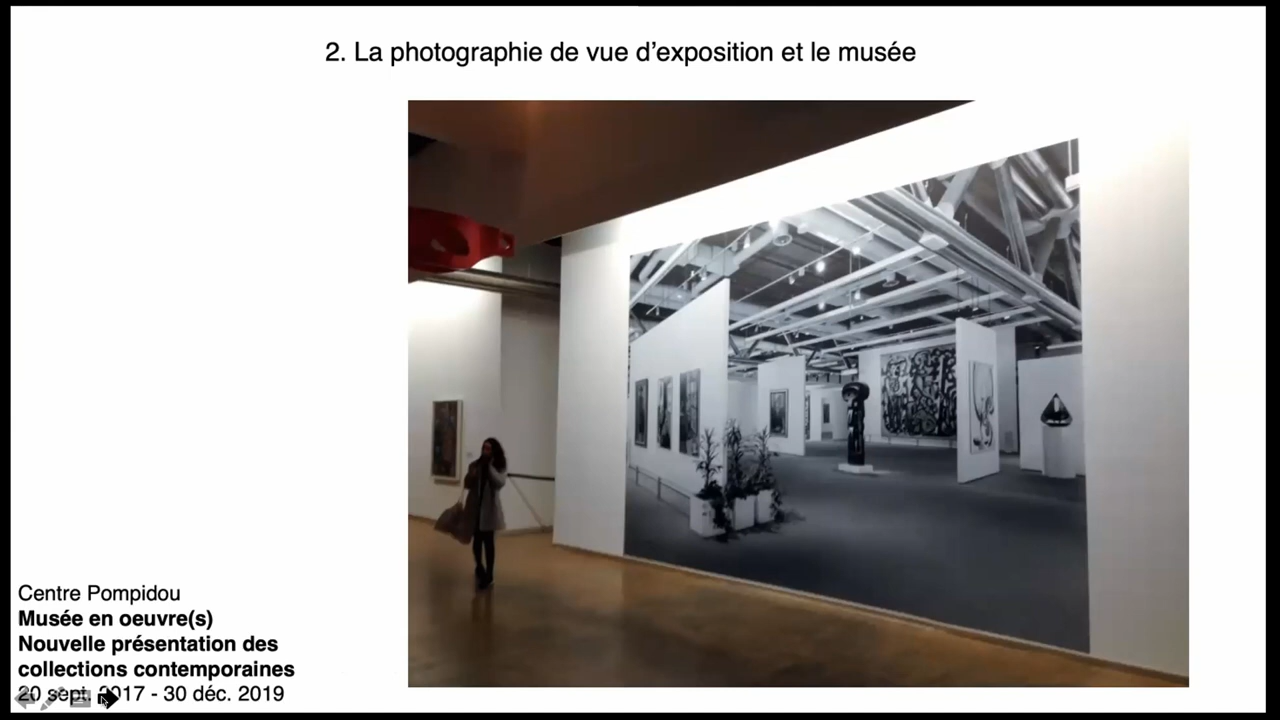 2. La photographie de vue d’exposition et le musée
Centre Pompidou
Musée en oeuvre(s)
Nouvelle présentation des
collections contemporaines
20 sept. 2017 - 30 déc. 2019